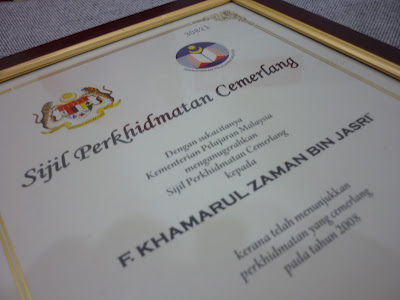 Sijil Perkhidmatan Cemerlang
Dengan sukacitanya
Kementerian Pelajaran Malaysia
menganugerahkan
Sijil Perkhidmatan Cemerlang
kepada
F. KHAMARUL ZAMAN BIN JASRI
kerana telah menunjukkan
perkhidmatan yang cemerlang
pada tahun 2008